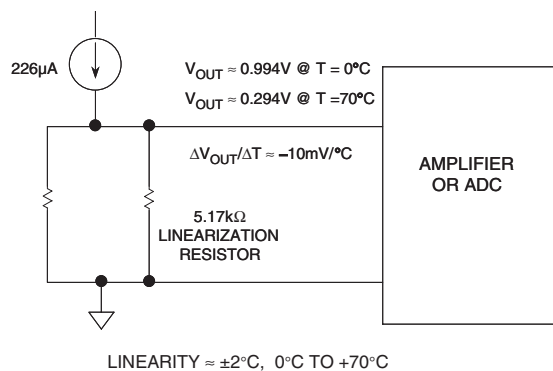 226µA
V_OUT ≈ 0.994V @ T = 0°C
V_OUT ≈ 0.294V @ T =70°C
ΔV_OUT/ΔT ≈ –10mV/°C
AMPLIFIER
OR ADC
5.17kΩ
LINEARIZATION
RESISTOR
LINEARITY ≈ ±2°C, 0°C TO +70°C